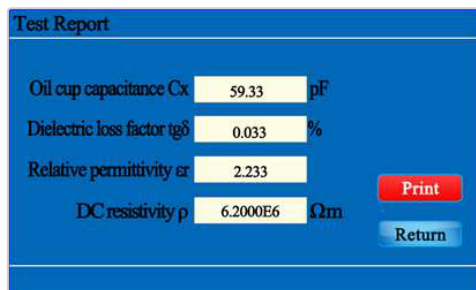 Test Report
Oil cup capacitance Cx 59.33 pF
Dielectric loss factor tgδ 0.033 %
Relative permittivity εr 2.233
DC resistivity ρ 6.2000E6 Ωm
Print
Return